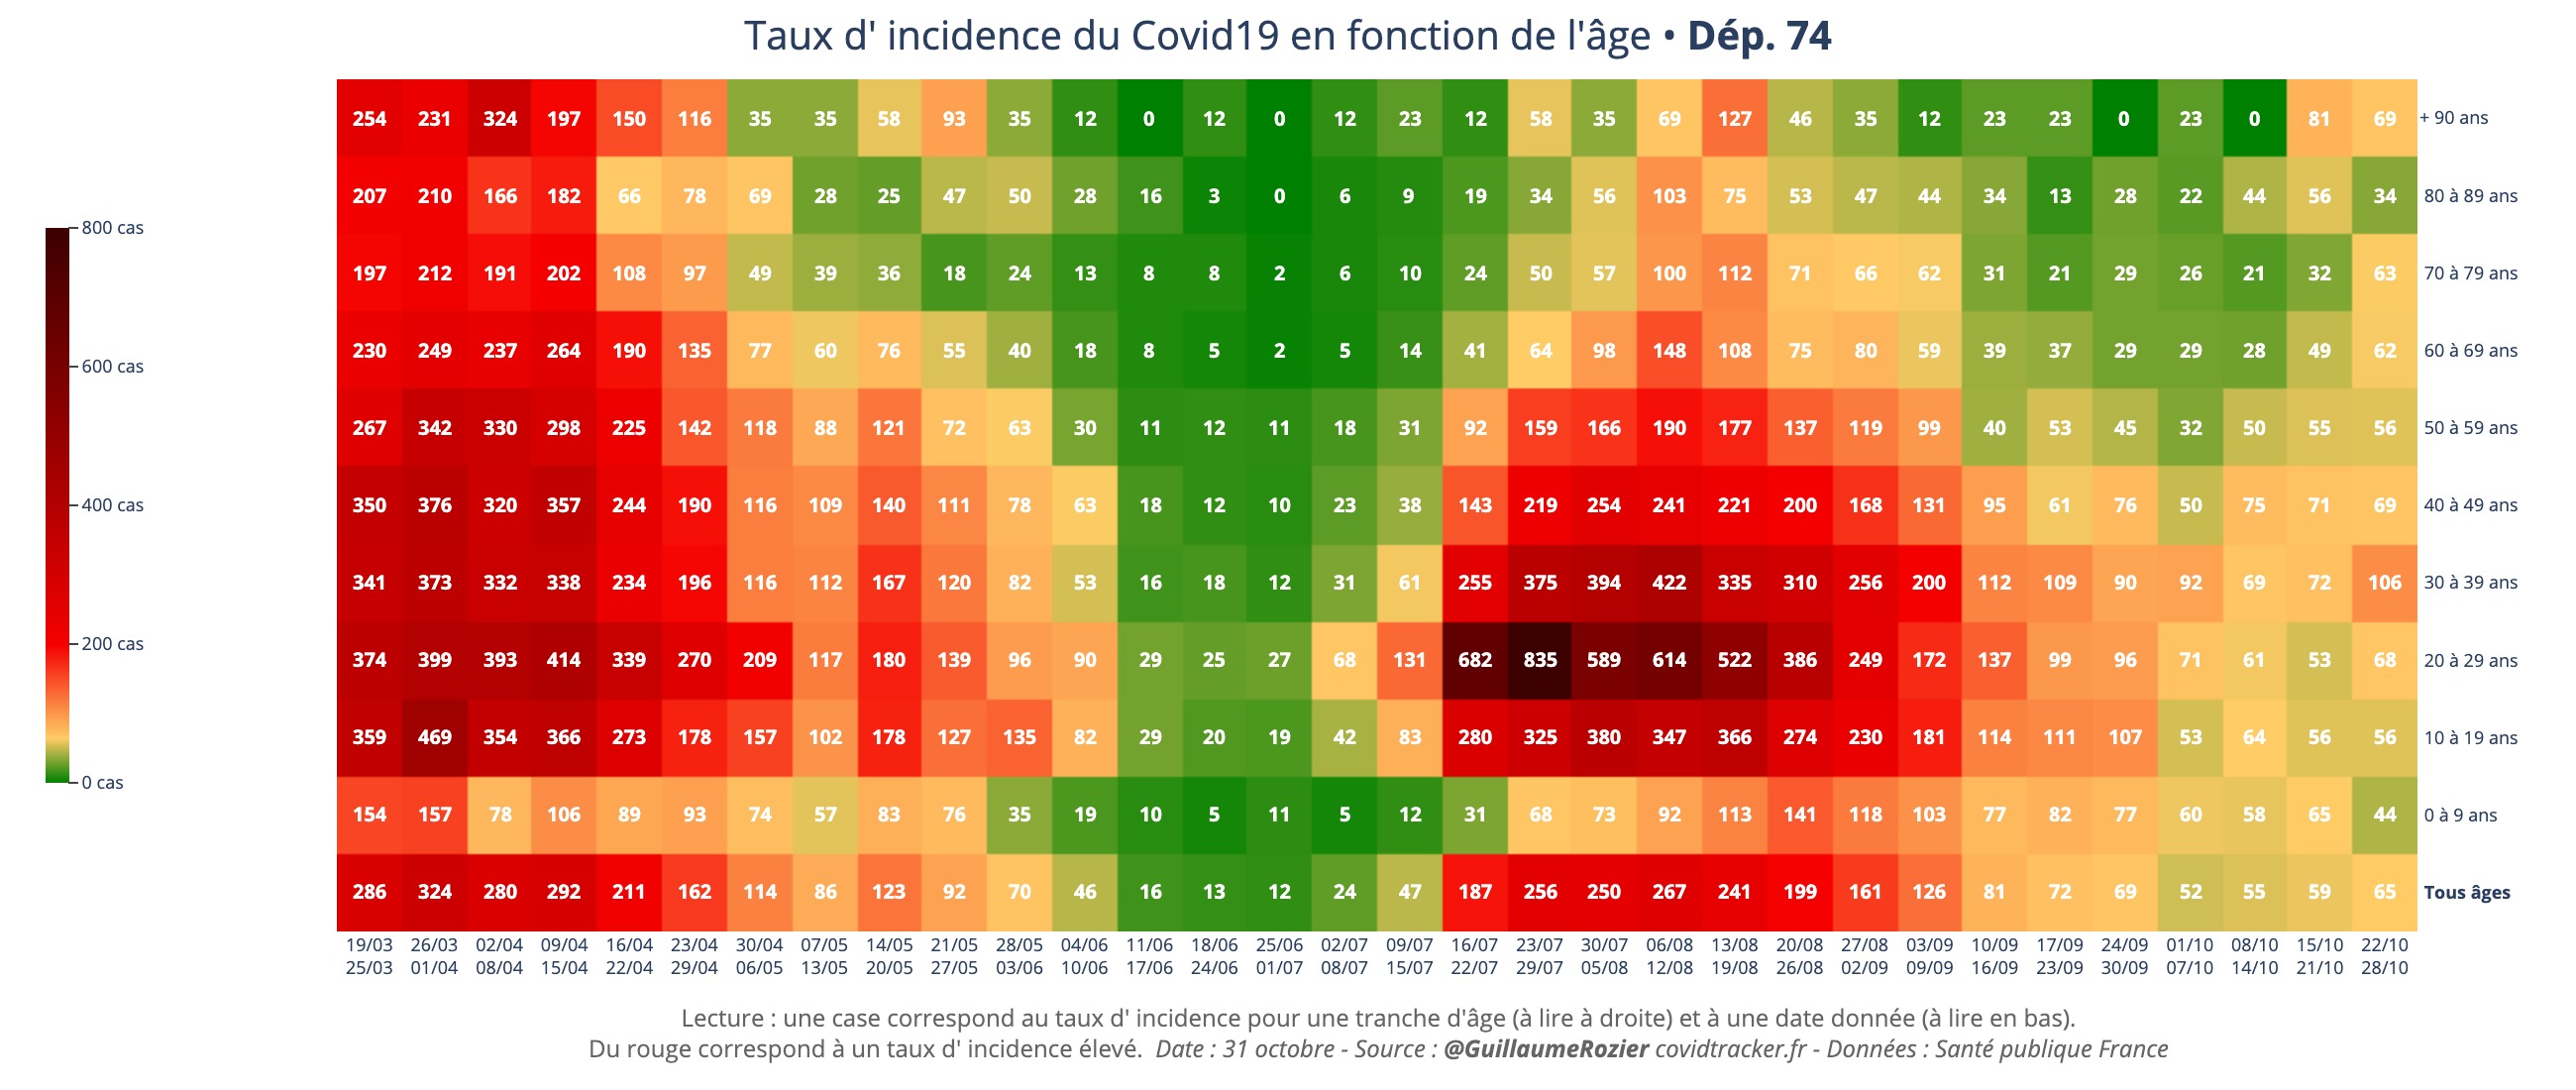 Taux d' incidence du Covid19 en fonction de l'âge • Dép. 74
254 231 324 197 150 116 35 35 58 93 35 12 0 12 0 12 23 12 58 35 69 127 46 35 12 23 23 0 23 0 81 69 + 90 ans
207 210 166 182 66 78 69 28 25 47 50 28 16 3 0 6 9 19 34 56 103 75 53 47 44 34 13 28 22 44 56 34 80 à 89 ans
800 cas
197 212 191 202 108 97 49 39 36 18 24 13 8 8 2 6 10 24 50 57 100 112 71 66 62 31 21 29 26 21 32 63 70 à 79 ans
230 249 237 264 190 135 77 60 76 55 40 18 8 5 2 5 14 41 64 98 148 108 75 80 59 39 37 29 29 28 49 62 60 à 69 ans
600 cas
267 342 330 298 225 142 118 88 121 72 63 30 11 12 11 18 31 92 159 166 190 177 137 119 99 40 53 45 32 50 55 56 50 à 59 ans
400 cas
350 376 320 357 244 190 116 109 140 111 78 63 18 12 10 23 38 143 219 254 241 221 200 168 131 95 61 76 50 75 71 69 40 à 49 ans
341 373 332 338 234 196 116 112 167 120 82 53 16 18 12 31 61 255 375 394 422 335 310 256 200 112 109 90 92 69 72 106 30 à 39 ans
200 cas
374 399 393 414 339 270 209 117 180 139 96 90 29 25 27 68 131 682 835 589 614 522 386 249 172 137 99 96 71 61 53 68 20 à 29 ans
359 469 354 366 273 178 157 102 178 127 135 82 29 20 19 42 83 280 325 380 347 366 274 230 181 114 111 107 53 64 56 56 10 à 19 ans
0 cas
154 157 78 106 89 93 74 57 83 76 35 19 10 5 11 5 12 31 68 73 92 113 141 118 103 77 82 77 60 58 65 44 0 à 9 ans
286 324 280 292 211 162 114 86 123 92 70 46 16 13 12 24 47 187 256 250 267 241 199 161 126 81 72 69 52 55 59 65 Tous âges
19/03 26/03 02/04 09/04 16/04 23/04 30/04 07/05 14/05 21/05 28/05 04/06 11/06 18/06 25/06 02/07 09/07 16/07 23/07 30/07 06/08 13/08 20/08 27/08 03/09 10/09 17/09 24/09 01/10 08/10 15/10 22/10
25/03 01/04 08/04 15/04 22/04 29/04 06/05 13/05 20/05 27/05 03/06 10/06 17/06 24/06 01/07 08/07 15/07 22/07 29/07 05/08 12/08 19/08 26/08 02/09 09/09 16/09 23/09 30/09 07/10 14/10 21/10 28/10
Lecture : une case correspond au taux d' incidence pour une tranche d'âge (à lire à droite) et à une date donnée (à lire en bas).
Du rouge correspond à un taux d' incidence élevé. Date : 31 octobre - Source : @GuillaumeRozier covidtracker.fr - Données : Santé publique France